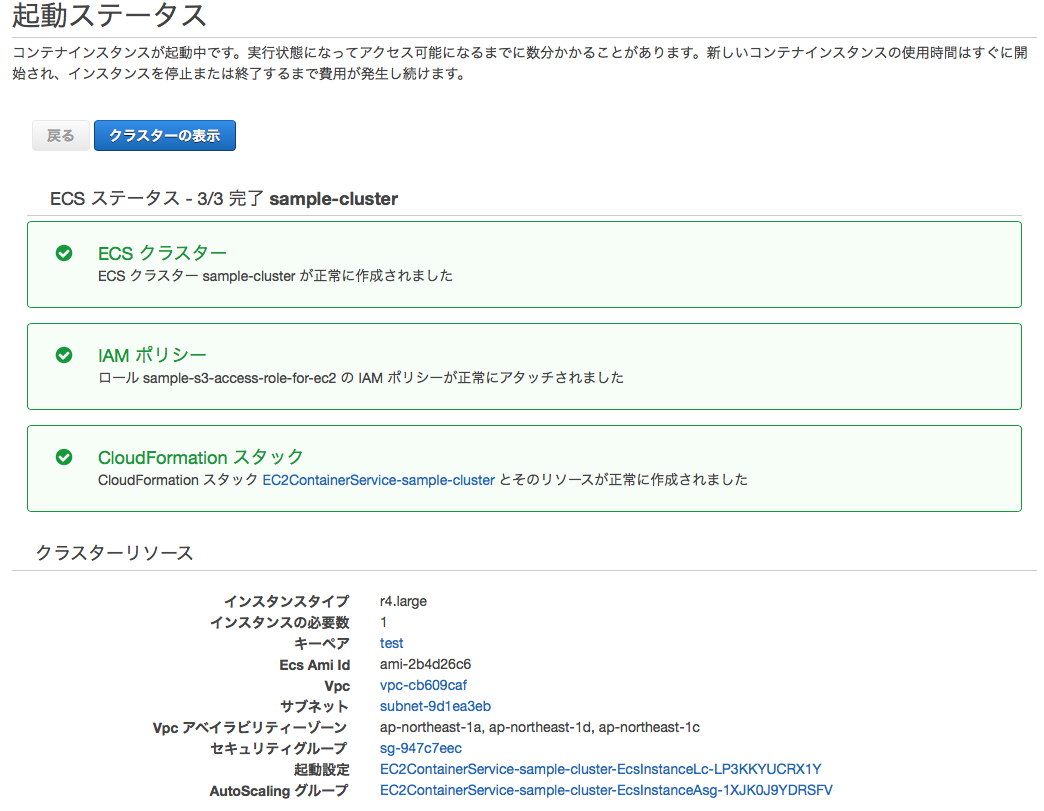 起動ステータス
コンテナインスタンスが起動中です。実行状態になってアクセス可能になるまでに数分かかることがあります。新しいコンテナインスタンスの使用時間はすぐに開
始され、インスタンスを停止または終了するまで費用が発生し続けます。
戻る クラスターの表示
ECS ステータス - 3/3 完了 sample-cluster
ECS クラスター
ECS クラスター sample-cluster が正常に作成されました
IAM ポリシー
ロール sample-s3-access-role-for-ec2 の IAM ポリシーが正常にアタッチされました
CloudFormation スタック
CloudFormation スタック EC2ContainerService-sample-cluster とそのリソースが正常に作成されました
クラスターリソース
インスタンスタイプ r4.large
インスタンスの必要数 1
キーペア test
Ecs Ami Id ami-2b4d26c6
Vpc vpc-cb609caf
サブネット subnet-9d1ea3eb
Vpc アベイラビリティーゾーン ap-northeast-1a, ap-northeast-1d, ap-northeast-1c
セキュリティグループ sg-947c7eec
起動設定 EC2ContainerService-sample-cluster-EcsInstanceLc-LP3KKYUCRX1Y
AutoScaling グループ EC2ContainerService-sample-cluster-EcsInstanceAsg-1XJK0J9YDRSFV